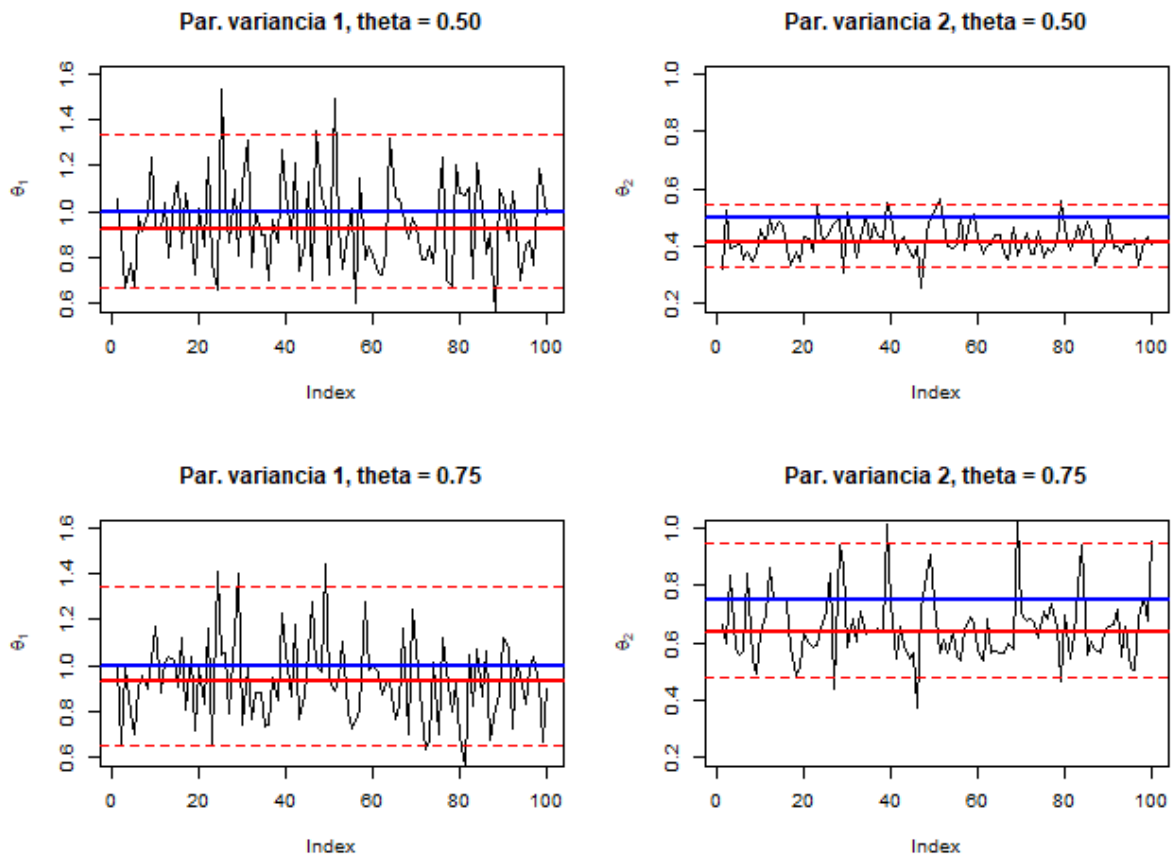 Par. variancia 1, theta = 0.50
θ1
0.6 0.8 1.0 1.2 1.4 1.6
0 20 40 60 80 100
Index
Par. variancia 2, theta = 0.50
θ2
0.2 0.4 0.6 0.8 1.0
0 20 40 60 80 100
Index
Par. variancia 1, theta = 0.75
θ1
0.6 0.8 1.0 1.2 1.4 1.6
0 20 40 60 80 100
Index
Par. variancia 2, theta = 0.75
θ2
0.2 0.4 0.6 0.8 1.0
0 20 40 60 80 100
Index